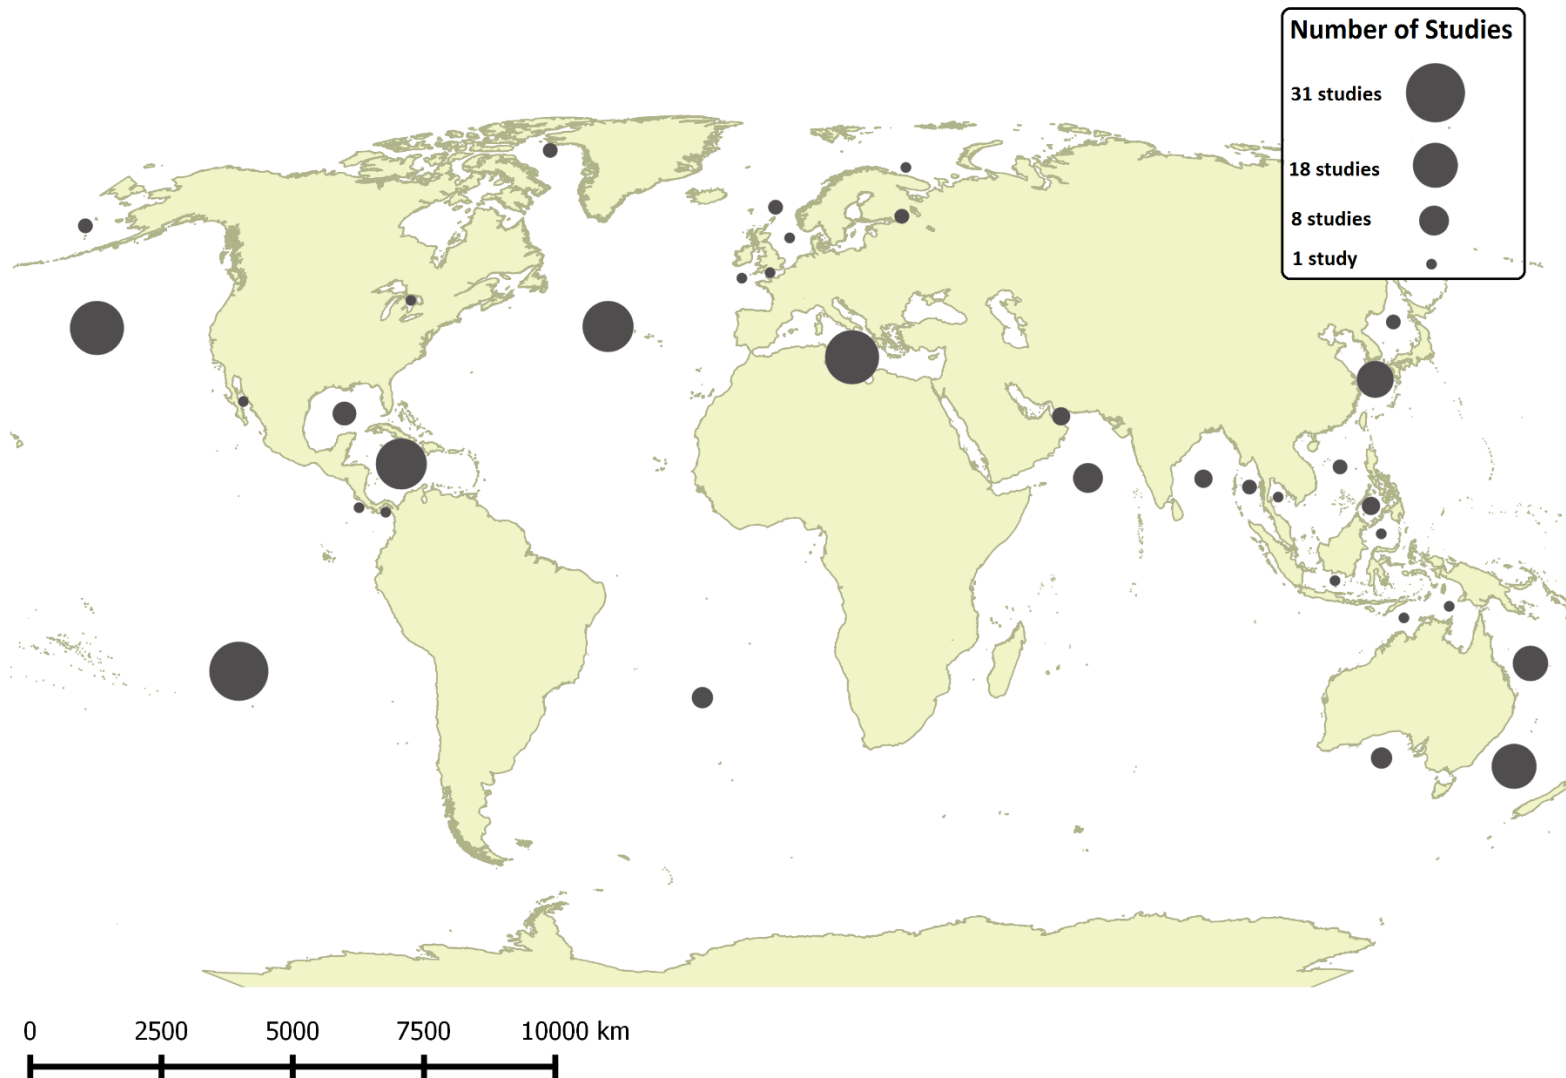 Number of Studies
31 studies
18 studies
8 studies
1 study
0 2500 5000 7500 10000 km